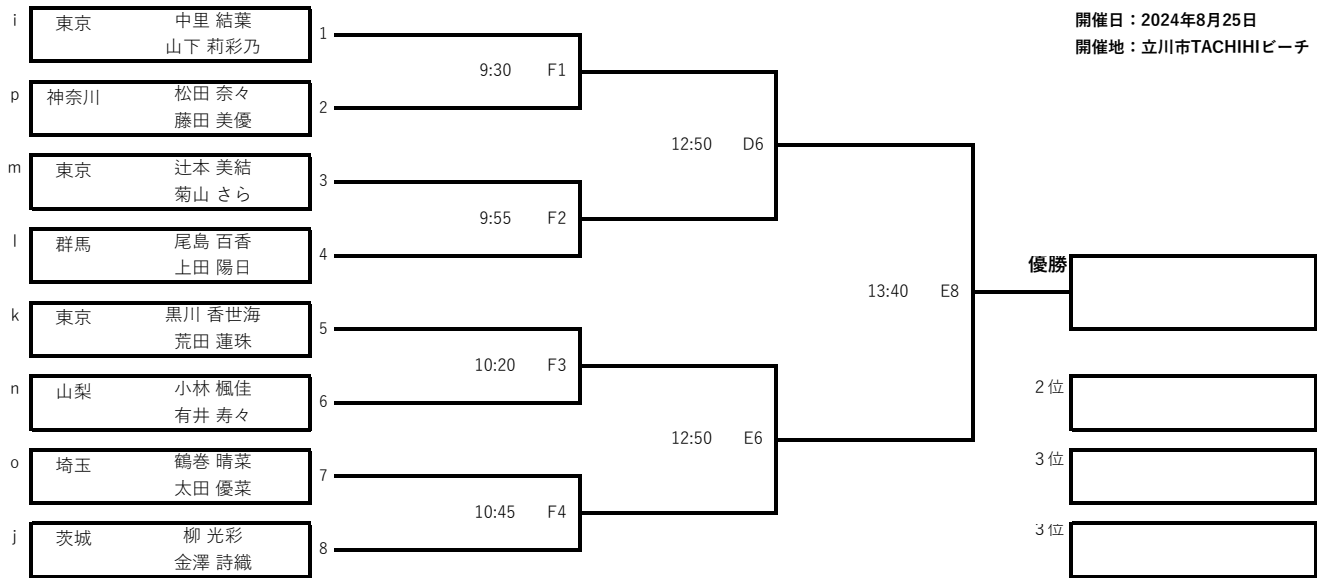 開催日：2024年8月25日
開催地：立川市TACHIHIビーチ
i 東京 中里 結葉
山下 莉彩乃
1
9:30 F1
p 神奈川 松田 奈々
藤田 美優
2
12:50 D6
m 東京 辻本 美結
菊山 さら
3
9:55 F2
l 群馬 尾島 百香
上田 陽日
4
優勝
13:40 E8
k 東京 黒川 香世海
荒田 蓮珠
5
10:20 F3
n 山梨 小林 楓佳
有井 寿々
6
2位
12:50 E6
o 埼玉 鶴巻 晴菜
太田 優菜
7
3位
10:45 F4
j 茨城 柳 光彩
金澤 詩織
8
3位